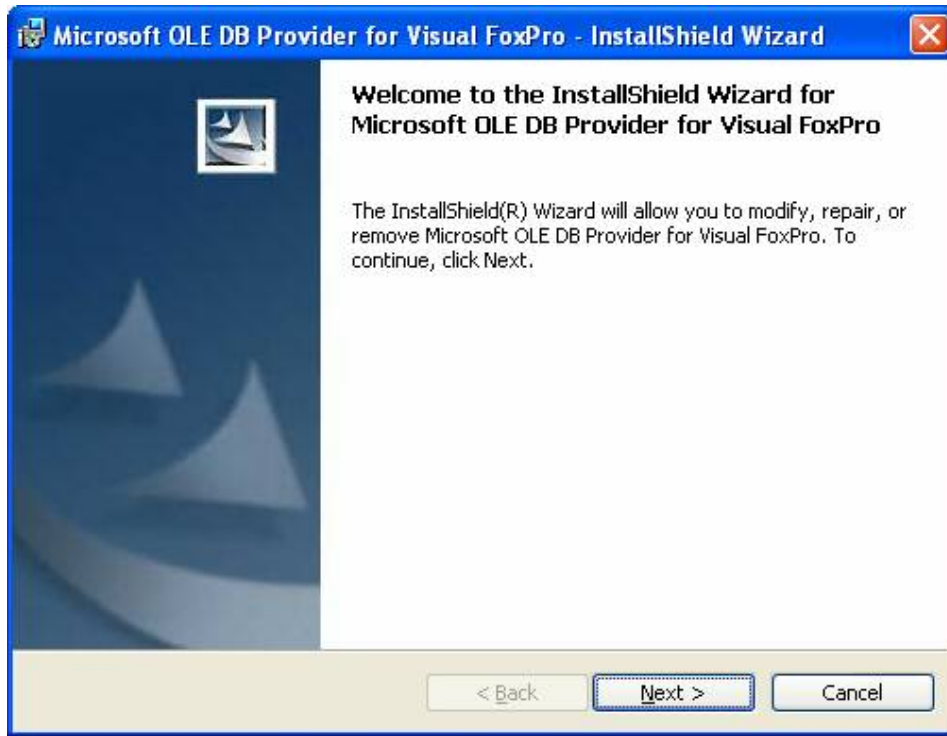 Microsoft OLE DB Provider for Visual FoxPro - InstallShield Wizard
Welcome to the InstallShield Wizard for
Microsoft OLE DB Provider for Visual FoxPro
The InstallShield(R) Wizard will allow you to modify, repair, or
remove Microsoft OLE DB Provider for Visual FoxPro. To
continue, click Next.
< Back Next > Cancel